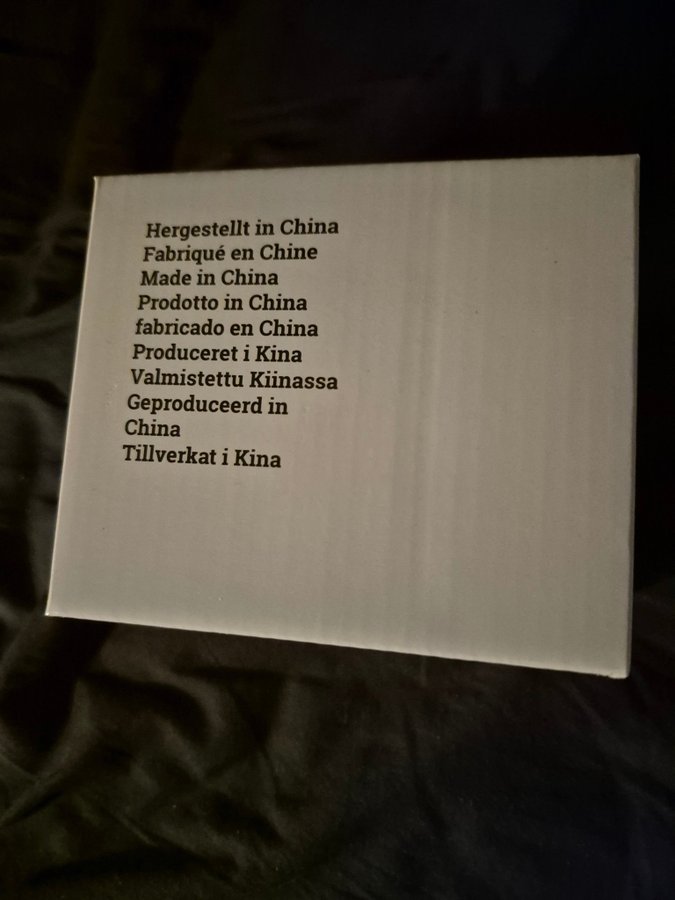 Hergestellt in China
Fabriqué en Chine
Made in China
Prodotto in China
fabricado en China
Produceret i Kina
Valmistettu Kiinassa
Geproduceerd in
China
Tillverkat i Kina